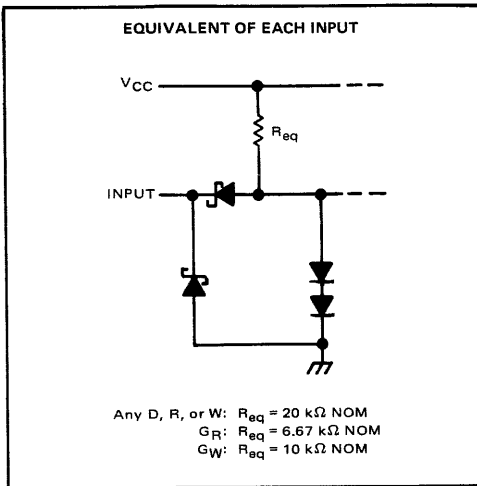 EQUIVALENT OF EACH INPUT
VCC
Req
INPUT
Any D, R, or W: Req = 20 kΩ NOM
GR: Req = 6.67 kΩ NOM
GW: Req = 10 kΩ NOM